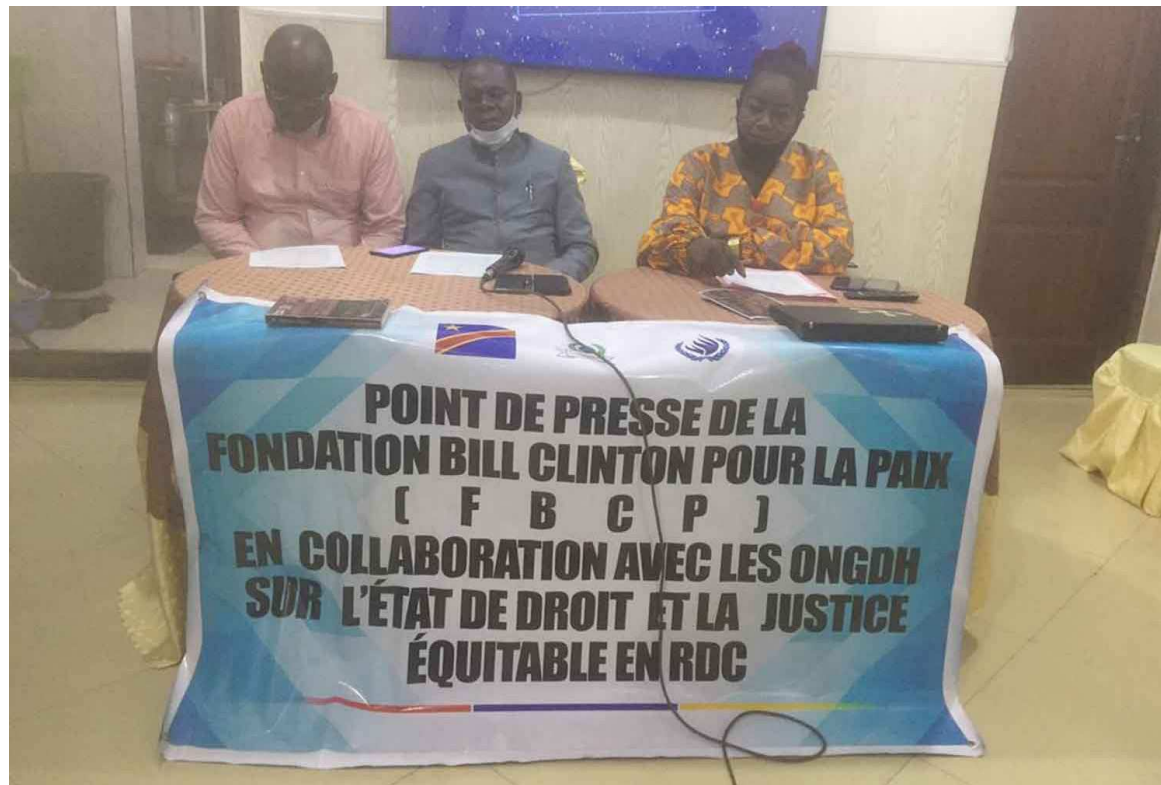 POINT DE PRESSE DE LA
FONDATION BILL CLINTON POUR LA PAIX
( F B C P )
EN COLLABORATION AVEC LES ONGDH
SUR L'ÉTAT DE DROIT ET LA JUSTICE
ÉQUITABLE EN RDC